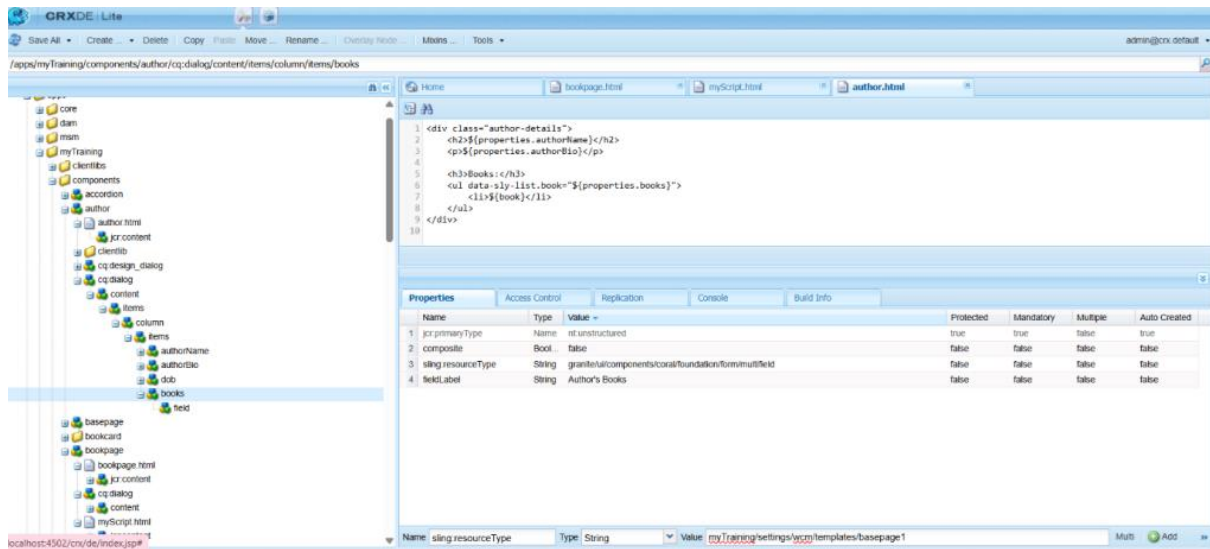 CRXDE | Lite
Save All Create ... Delete Copy Paste Move ... Rename ... Overlay Node ... Mixins ... Tools admin@crx.default
/apps/myTraining/components/author/cq:dialog/content/items/column/items/books
Home bookpage.html myScript.html author.html
core
dam
msm
myTraining
clientlibs
components
accordion
author
author.html
jcr:content
clientlib
cq:design_dialog
cq:dialog
content
items
column
items
authorName
authorBio
dob
books
field
basepage
bookcard
bookpage
bookpage.html
jcr:content
cq:dialog
content
myScript.html
localhost:4502/crx/de/index.jsp#
1 <div class="author-details">
2 <h2>${properties.authorName}</h2>
3 <p>${properties.authorBio}</p>
4
5 <h3>Books:</h3>
6 <ul data-sly-list.book="${properties.books}">
7 <li>${book}</li>
8 </ul>
9 </div>
10
Properties Access Control Replication Console Build Info
Name Type Value Protected Mandatory Multiple Auto Created
1 jcr:primaryType Name nt:unstructured true true false true
2 composite Bool... false false false false false
3 sling:resourceType String granite/ui/components/coral/foundation/form/multifield false false false false
4 fieldLabel String Author's Books false false false false
Name sling:resourceType Type String Value myTraining/settings/wcm/templates/basepage1 Multi Add